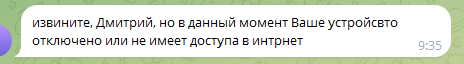 извините, Дмитрий, но в данный момент Ваше устройсвто
отключено или не имеет доступа в интрнет
9:35